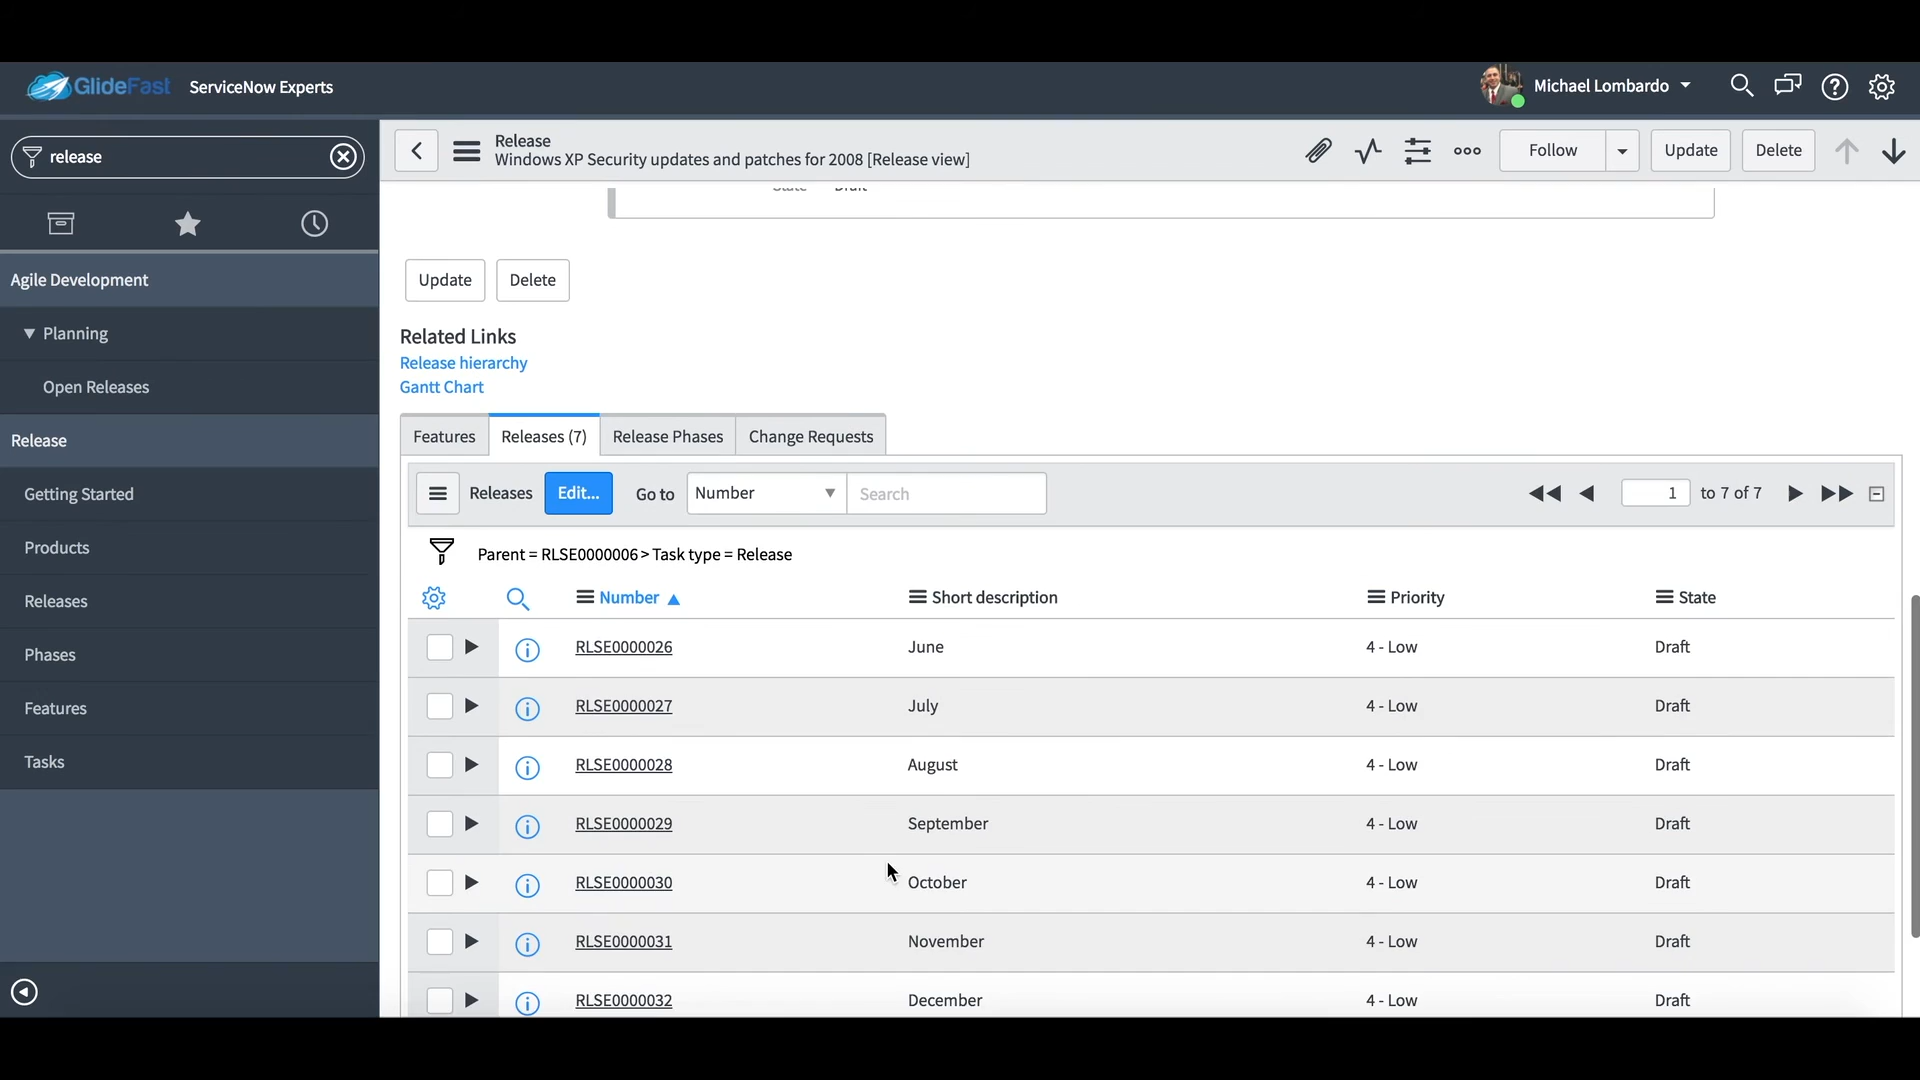 GlideFast ServiceNow Experts
Michael Lombardo
release
Release
Windows XP Security updates and patches for 2008 [Release view]
Follow
Update
Delete
Agile Development
Planning
Open Releases
Release
Getting Started
Products
Releases
Phases
Features
Tasks
State Draft
Update Delete
Related Links
Release hierarchy
Gantt Chart
Features Releases (7) Release Phases Change Requests
Releases Edit... Go to Number Search 1 to 7 of 7
Parent = RLSE0000006 > Task type = Release
Number Short description Priority State
RLSE0000026 June 4 - Low Draft
RLSE0000027 July 4 - Low Draft
RLSE0000028 August 4 - Low Draft
RLSE0000029 September 4 - Low Draft
RLSE0000030 October 4 - Low Draft
RLSE0000031 November 4 - Low Draft
RLSE0000032 December 4 - Low Draft